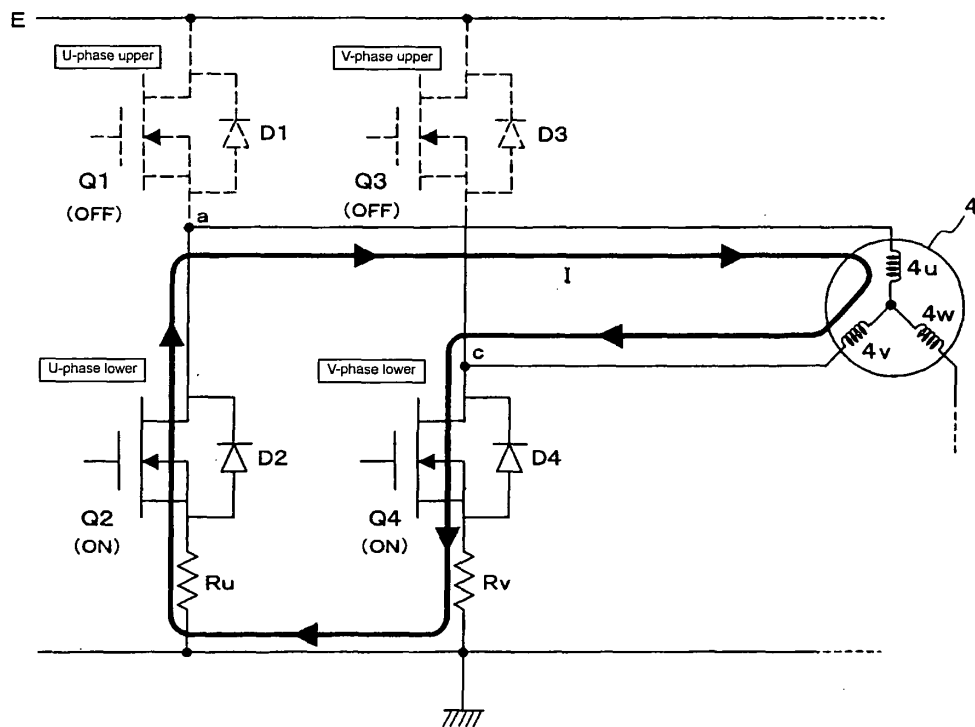 E
U-phase upper
V-phase upper
D1
D3
Q1
(OFF)
Q3
(OFF)
a
4
I
4u
4w
4v
c
U-phase lower
V-phase lower
D2
D4
Q2
(ON)
Q4
(ON)
Ru
Rv